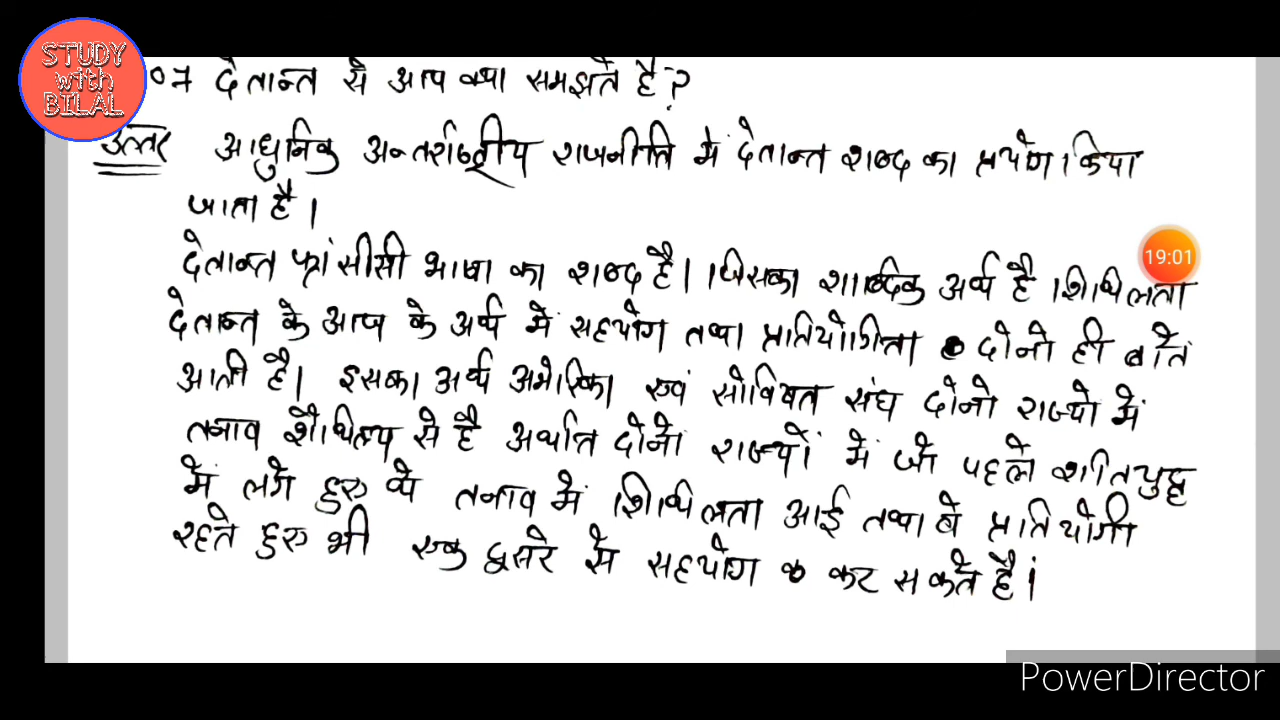 STUDY
with
BILAL
07 देतान्त से आप क्या समझते है?
उत्तर आधुनिक अन्तर्राष्ट्रीय राजनीति में देतान्त शब्द का प्रयोग किया
जाता है।
19:01
देतान्त फ्रांसीसी भाषा का शब्द है। जिसका शाब्दिक अर्थ है शिथिलता
देतान्त के आज के अर्थ में सहयोग तथा प्रतियोगिता दोनो ही बातें
आती है। इसका अर्थ अमेरिका एवं सोवियत संघ दोनो राज्यो में
तनाव शैथिल्य से है अर्थात दोनो राज्यों में जो पहले शीतयुद्ध
में लगे हुए थे तनाव में शिथिलता आई तथा वे प्रतियोगी
रहते हुए भी एक दूसरे से सहयोग कर सकते है।
PowerDirector